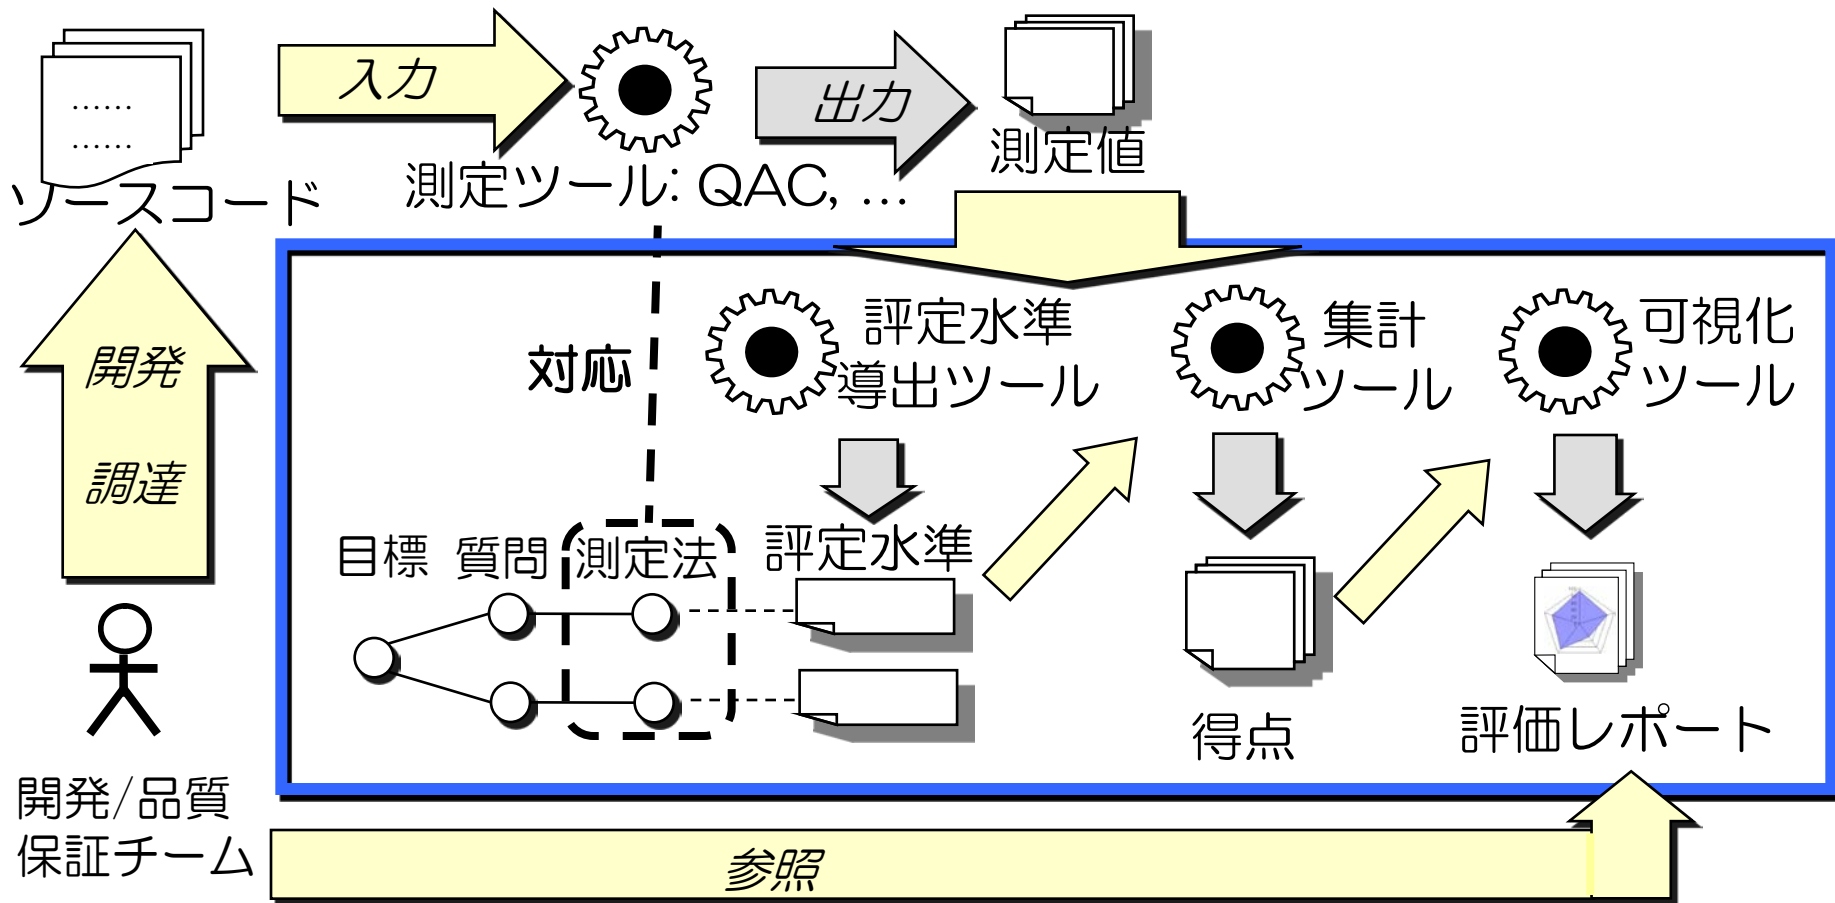 入力
出力
……
……
測定値
ソースコード
測定ツール: QAC, …
評定水準
導出ツール
集計
ツール
可視化
ツール
対応
開発
調達
目標
質問
測定法
評定水準
得点
評価レポート
開発/品質
保証チーム
参照